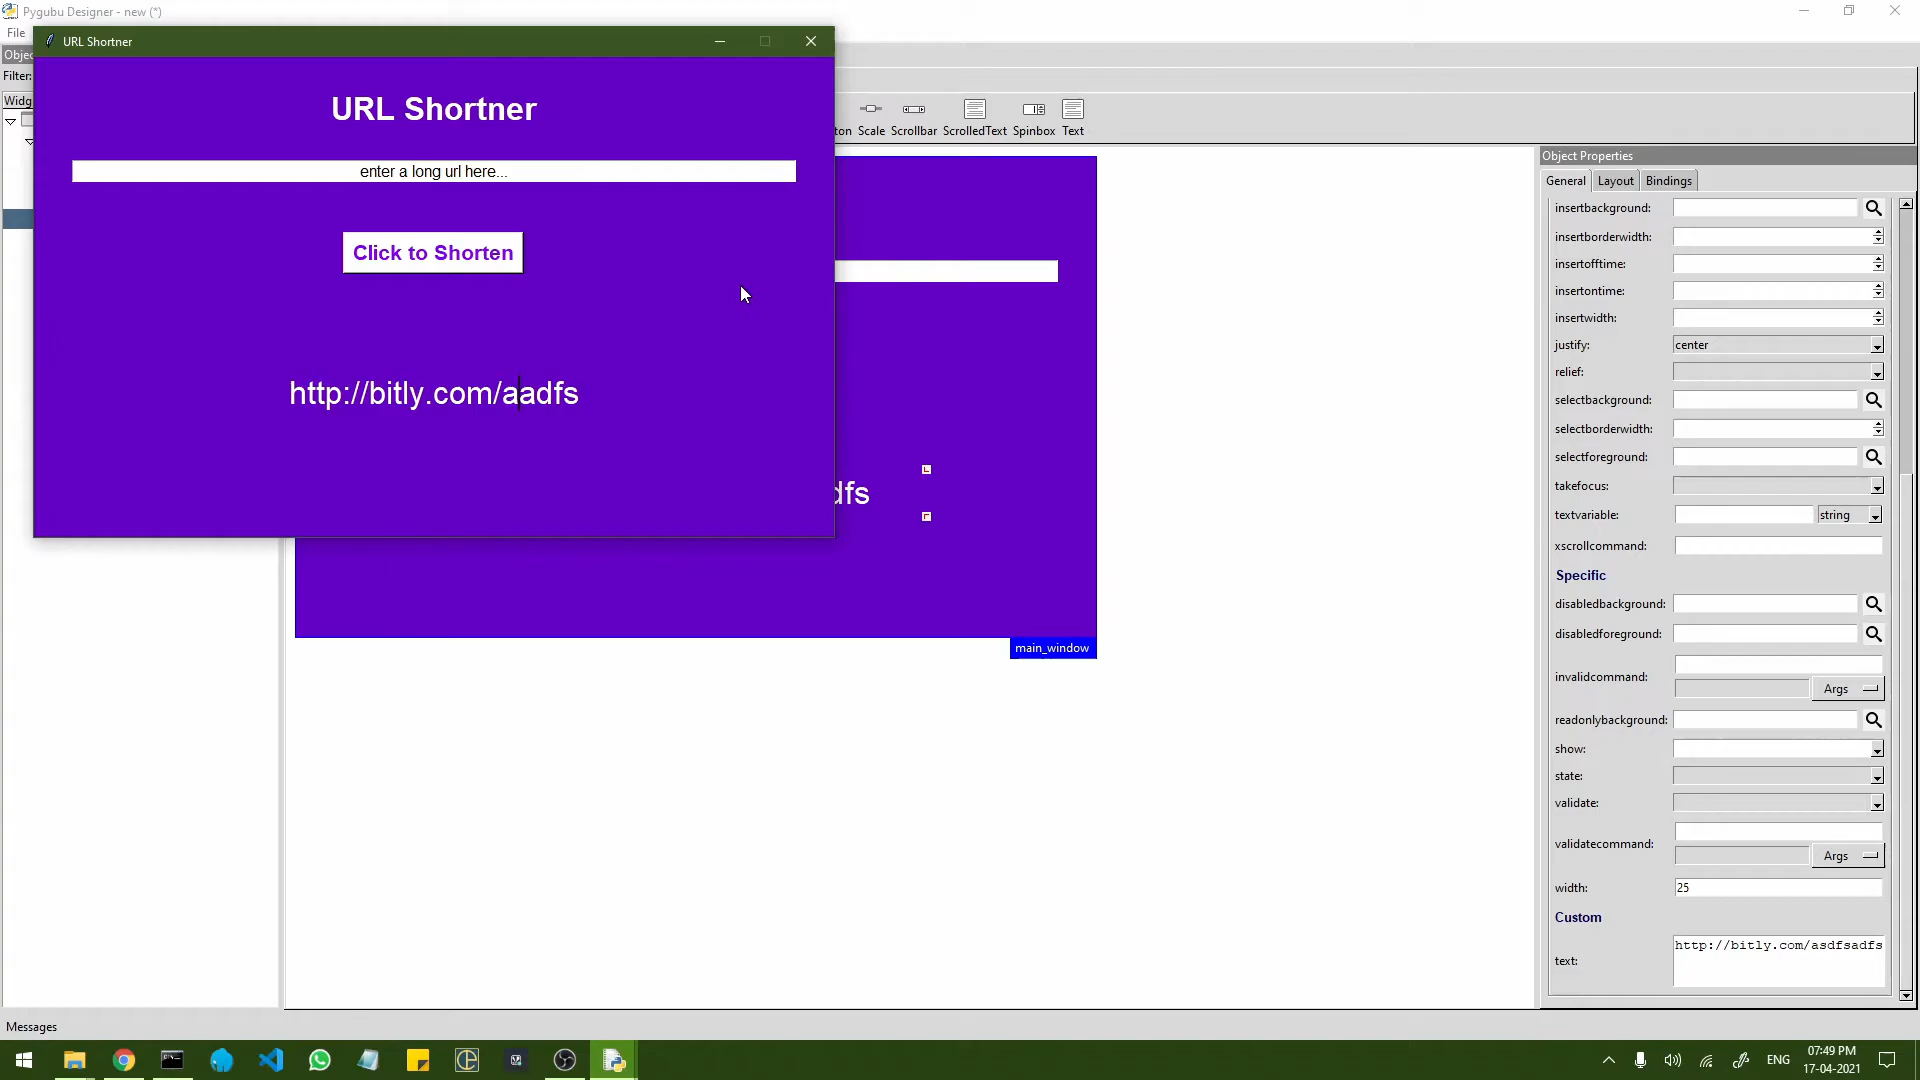 Pygubu Designer - new (*)
File
URL Shortner
Filter:
URL Shortner
enter a long url here...
Click to Shorten
http://bitly.com/aadfs
Scale
Scrollbar
ScrolledText
Spinbox
Text
dfs
main_window
Object Properties
General
Layout
Bindings
insertbackground:
insertborderwidth:
insertofftime:
insertontime:
insertwidth:
justify: center
relief:
selectbackground:
selectborderwidth:
selectforeground:
takefocus:
textvariable: string
xscrollcommand:
Specific
disabledbackground:
disabledforeground:
invalidcommand:
Args
readonlybackground:
show:
state:
validate:
validatecommand:
Args
width: 25
Custom
text: http://bitly.com/asdfsadfs
Messages
ENG
07:49 PM
17-04-2021